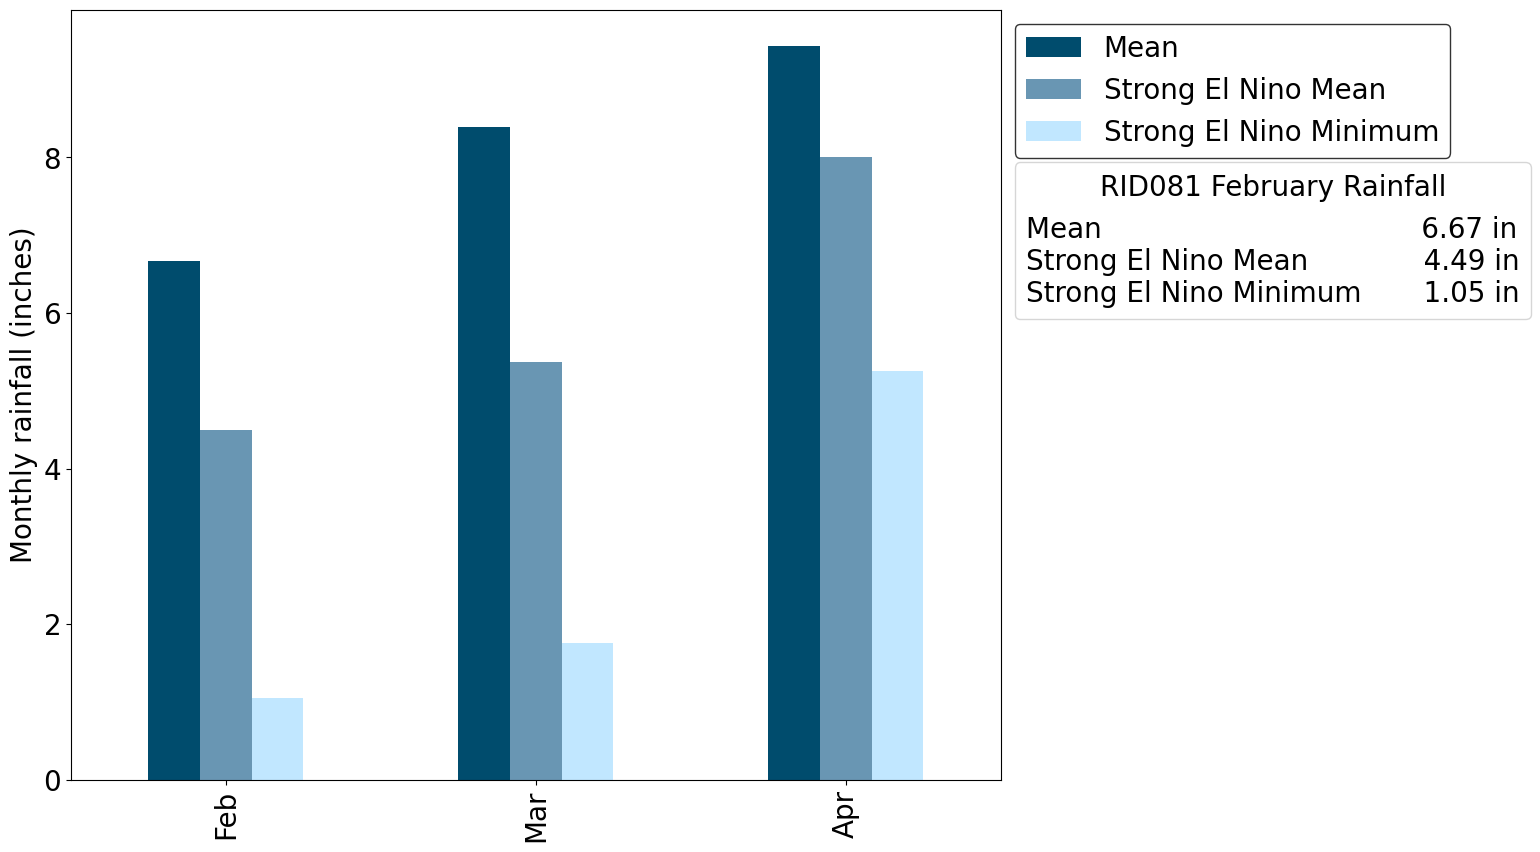 Monthly rainfall (inches)
8
6
4
2
0
Feb
Mar
Apr
Mean
Strong El Nino Mean
Strong El Nino Minimum
RID081 February Rainfall
Mean 6.67 in
Strong El Nino Mean 4.49 in
Strong El Nino Minimum 1.05 in